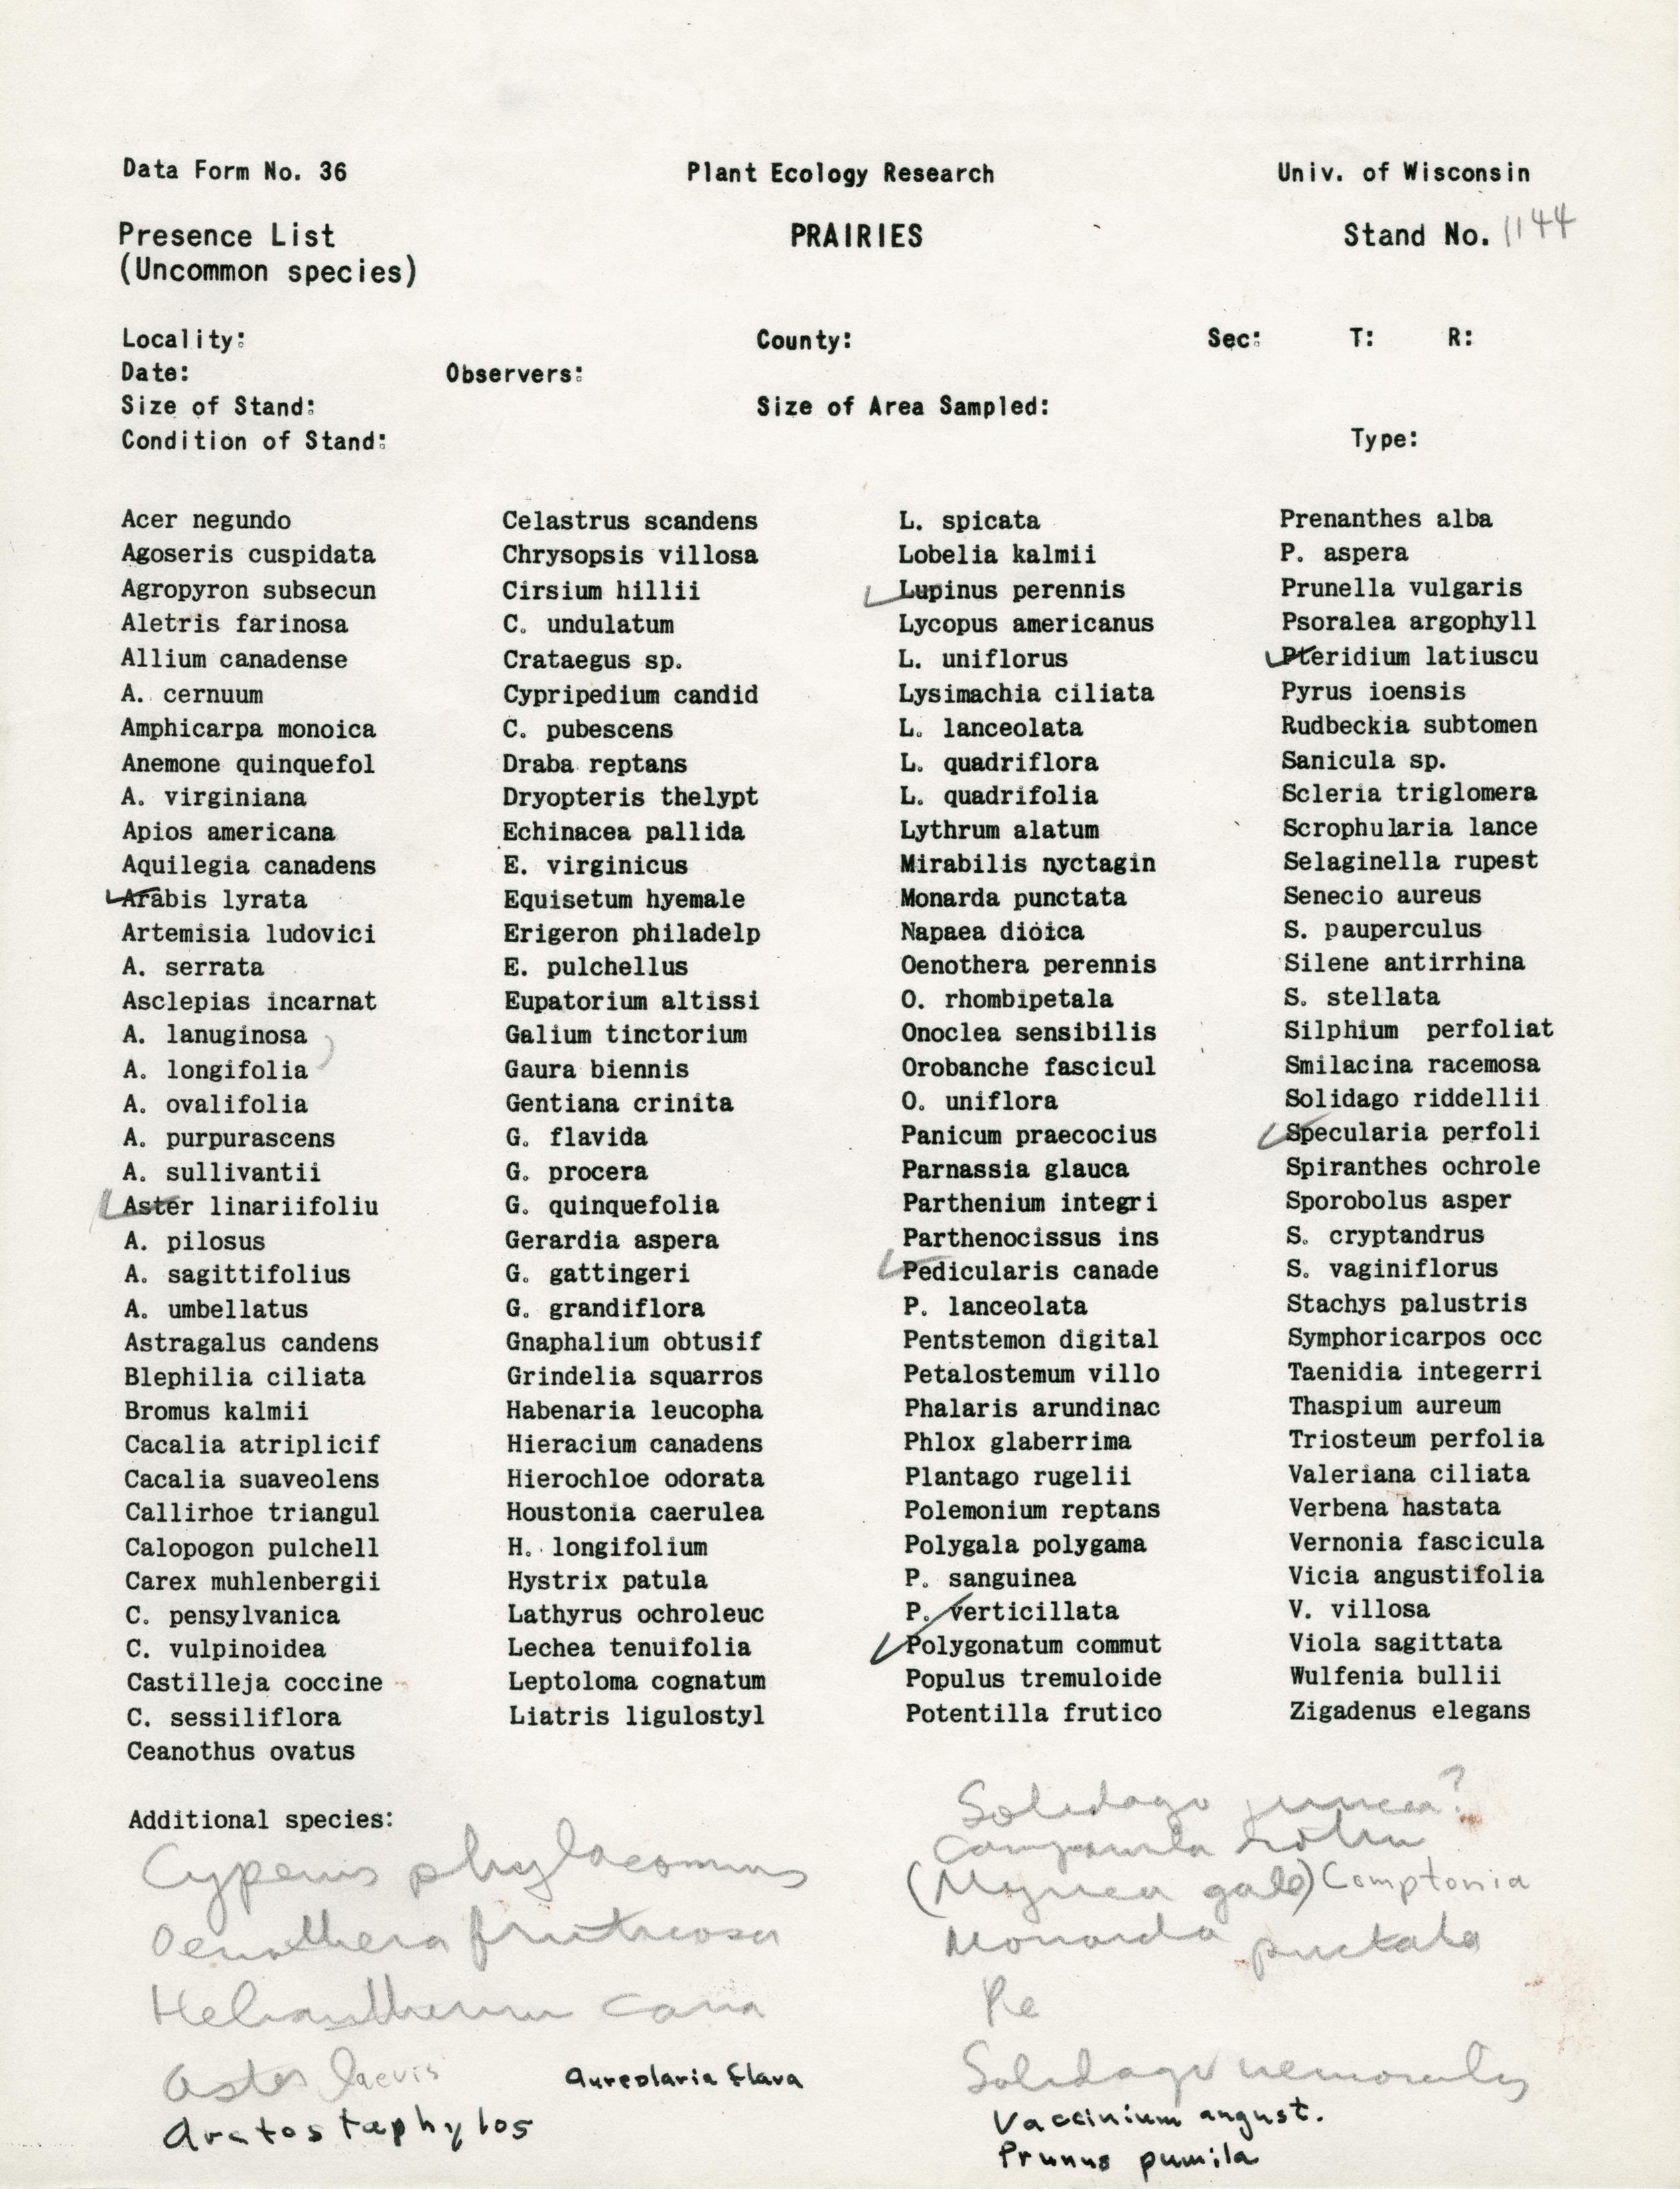 Data Form No. 36 Plant Ecology Research Univ. of Wisconsin
Presence List PRAIRIES Stand No. 1144
(Uncommon species)
Locality: County: Sec: T: R:
Date: Observers:
Size of Stand: Size of Area Sampled:
Condition of Stand: Type:
Acer negundo
Agoseris cuspidata
Agropyron subsecun
Aletris farinosa
Allium canadense
A. cernuum
Amphicarpa monoica
Anemone quinquefol
A. virginiana
Apios americana
Aquilegia canadens
Arabis lyrata
Artemisia ludovici
A. serrata
Asclepias incarnat
A. lanuginosa
A. longifolia
A. ovalifolia
A. purpurascens
A. sullivantii
Aster linariifoliu
A. pilosus
A. sagittifolius
A. umbellatus
Astragalus candens
Blephilia ciliata
Bromus kalmii
Cacalia atriplicif
Cacalia suaveolens
Callirhoe triangul
Calopogon pulchell
Carex muhlenbergii
C. pensylvanica
C. vulpinoidea
Castilleja coccine
C. sessiliflora
Ceanothus ovatus
Celastrus scandens
Chrysopsis villosa
Cirsium hillii
C. undulatum
Crataegus sp.
Cypripedium candid
C. pubescens
Draba reptans
Dryopteris thelypt
Echinacea pallida
E. virginicus
Equisetum hyemale
Erigeron philadelp
E. pulchellus
Eupatorium altissi
Galium tinctorium
Gaura biennis
Gentiana crinita
G. flavida
G. procera
G. quinquefolia
Gerardia aspera
G. gattingeri
G. grandiflora
Gnaphalium obtusif
Grindelia squarros
Habenaria leucopha
Hieracium canadens
Hierochloe odorata
Houstonia caerulea
H. longifolium
Hystrix patula
Lathyrus ochroleuc
Lechea tenuifolia
Leptoloma cognatum
Liatris ligulostyl
L. spicata
Lobelia kalmii
Lupinus perennis
Lycopus americanus
L. uniflorus
Lysimachia ciliata
L. lanceolata
L. quadriflora
L. quadrifolia
Lythrum alatum
Mirabilis nyctagin
Monarda punctata
Napaea dioica
Oenothera perennis
O. rhombipetala
Onoclea sensibilis
Orobanche fascicul
O. uniflora
Panicum praecocius
Parnassia glauca
Parthenium integri
Parthenocissus ins
Pedicularis canade
P. lanceolata
Pentstemon digital
Petalostemum villo
Phalaris arundinac
Phlox glaberrima
Plantago rugelii
Polemonium reptans
Polygala polygama
P. sanguinea
P. verticillata
Polygonatum commut
Populus tremuloide
Potentilla frutico
Prenanthes alba
P. aspera
Prunella vulgaris
Psoralea argophyll
Pteridium latiuscu
Pyrus ioensis
Rudbeckia subtomen
Sanicula sp.
Scleria triglomera
Scrophularia lance
Selaginella rupest
Senecio aureus
S. pauperculus
Silene antirrhina
S. stellata
Silphium perfoliat
Smilacina racemosa
Solidago riddellii
Specularia perfoli
Spiranthes ochrole
Sporobolus asper
S. cryptandrus
S. vaginiflorus
Stachys palustris
Symphoricarpos occ
Taenidia integerri
Thaspium aureum
Triosteum perfolia
Valeriana ciliata
Verbena hastata
Vernonia fascicula
Vicia angustifolia
V. villosa
Viola sagittata
Wulfenia bullii
Zigadenus elegans
Additional species:
Cyperus
Oenothera fruticosa
Helianthemum cana
Aster laevis
Aureolaria flava
Arctostaphylos
Solidago juncea?
Campanula rotun
(Myrica gale) Comptonia
Monarda puctata
Pe
Solidago nemoralis
Vaccinium angust.
Prunus pumila